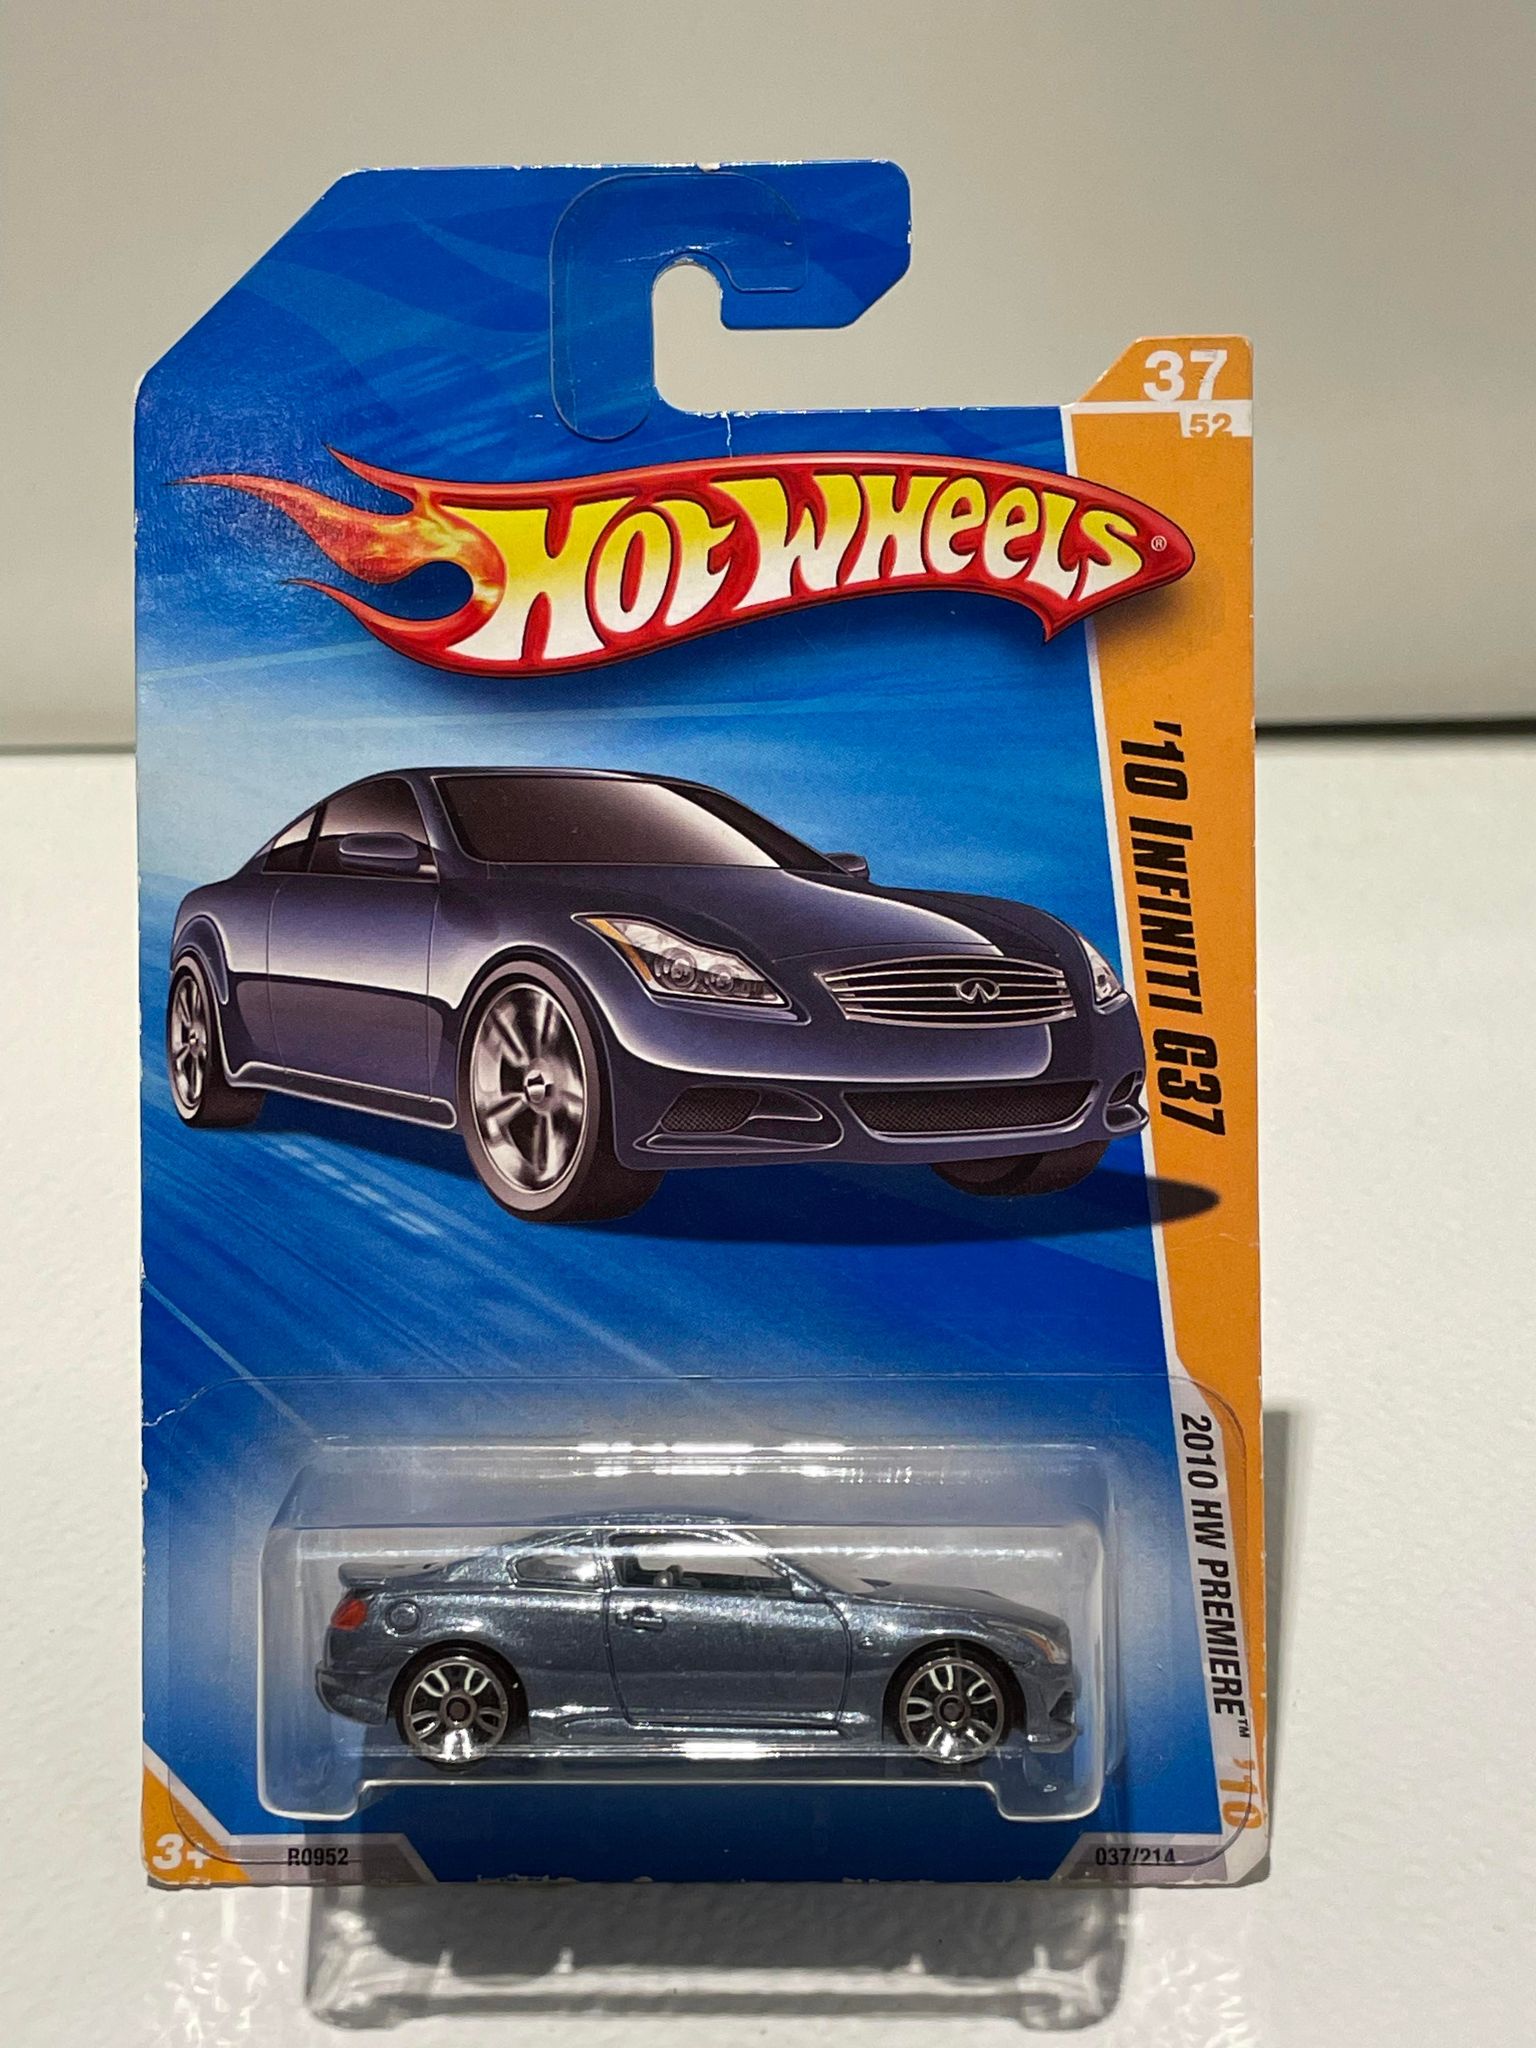 37
52
HOT WHEELS®
'10 INFINITI G37
2010 HW PREMIERE™
'10
3+
R0952
037/214